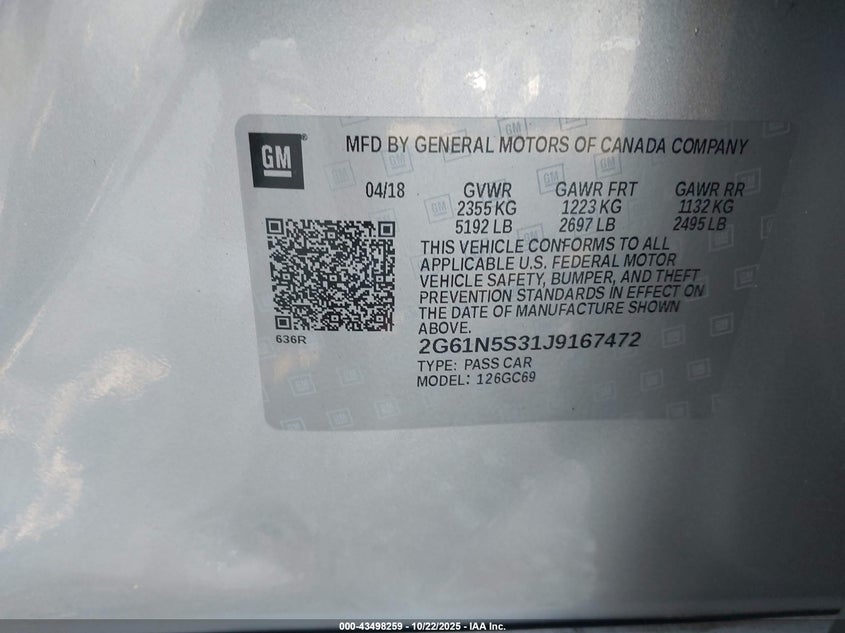 GM
MFD BY GENERAL MOTORS OF CANADA COMPANY
04/18 GVWR GAWR FRT GAWR RR
2355 KG 1223 KG 1132 KG
5192 LB 2697 LB 2495 LB
THIS VEHICLE CONFORMS TO ALL
APPLICABLE U.S. FEDERAL MOTOR
VEHICLE SAFETY, BUMPER, AND THEFT
PREVENTION STANDARDS IN EFFECT ON
THE DATE OF MANUFACTURE SHOWN
ABOVE.
636R
2G61N5S31J9167472
TYPE: PASS CAR
MODEL: 126GC69
000-43498259 - 10/22/2025 - IAA Inc.